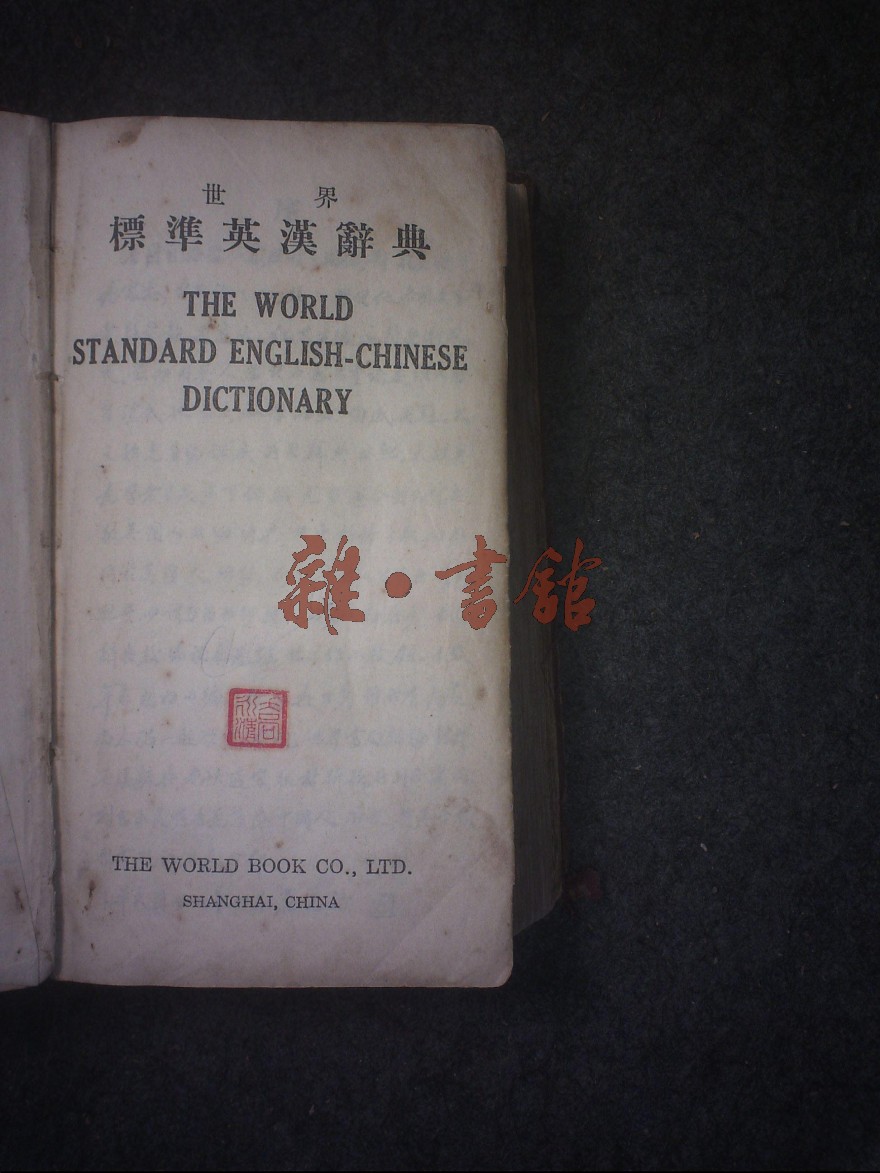 世界
標準英漢辭典
THE WORLD
STANDARD ENGLISH-CHINESE
DICTIONARY
雜·書館
THE WORLD BOOK CO., LTD.
SHANGHAI, CHINA